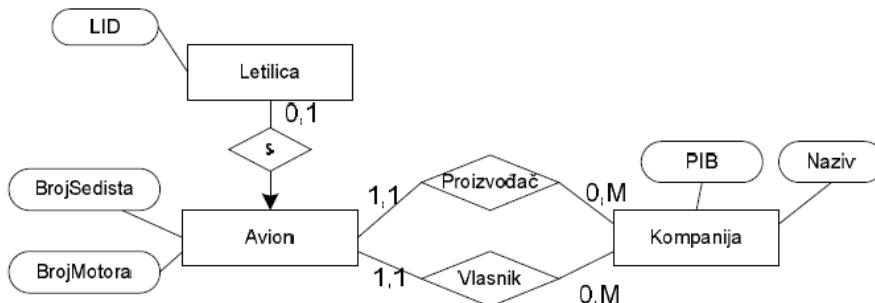 LID
Letilica
0,1
s
PIB
Naziv
BrojSedista
1,1
Proizvođač
0,M
Avion
Kompanija
BrojMotora
1,1
Vlasnik
0,M